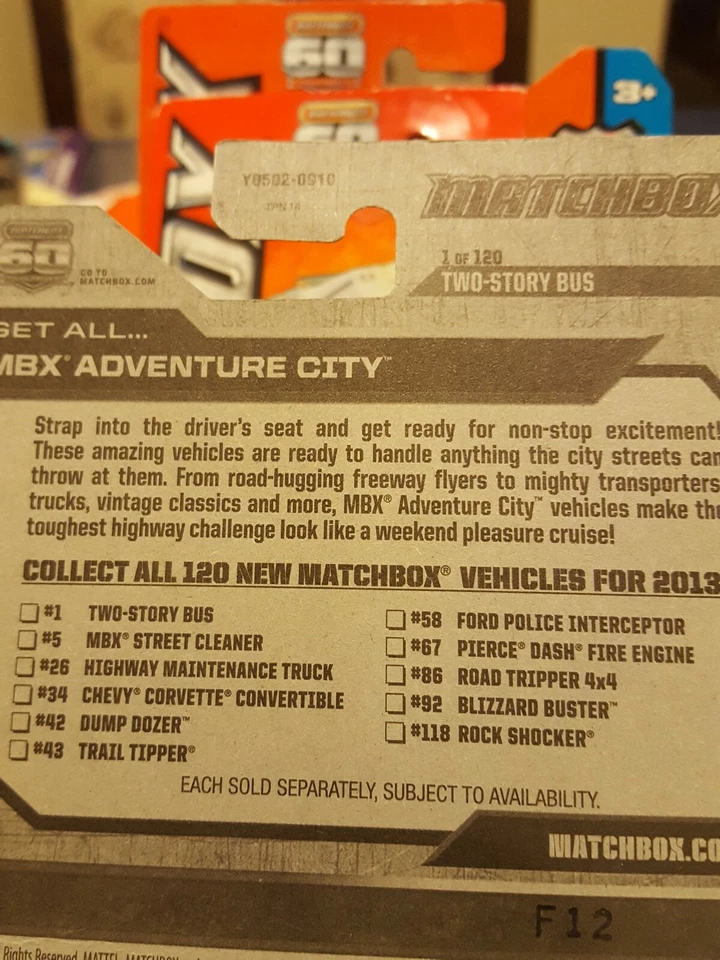 60
60
3+
Y0502-0910
MATCHBOX
1 OF 120
TWO-STORY BUS
MATCHBOX
60
GO TO
MATCHBOX.COM
GET ALL...
MBX® ADVENTURE CITY™
Strap into the driver's seat and get ready for non-stop excitement!
These amazing vehicles are ready to handle anything the city streets can
throw at them. From road-hugging freeway flyers to mighty transporters,
trucks, vintage classics and more, MBX® Adventure City™ vehicles make the
toughest highway challenge look like a weekend pleasure cruise!
COLLECT ALL 120 NEW MATCHBOX® VEHICLES FOR 2013
#1 TWO-STORY BUS
#5 MBX® STREET CLEANER
#26 HIGHWAY MAINTENANCE TRUCK
#34 CHEVY® CORVETTE® CONVERTIBLE
#42 DUMP DOZER™
#43 TRAIL TIPPER®
#58 FORD POLICE INTERCEPTOR
#67 PIERCE® DASH® FIRE ENGINE
#86 ROAD TRIPPER 4x4
#92 BLIZZARD BUSTER™
#118 ROCK SHOCKER®
EACH SOLD SEPARATELY, SUBJECT TO AVAILABILITY.
MATCHBOX.CO
F12
Rights Reserved. MATTEL, MATCHBOX